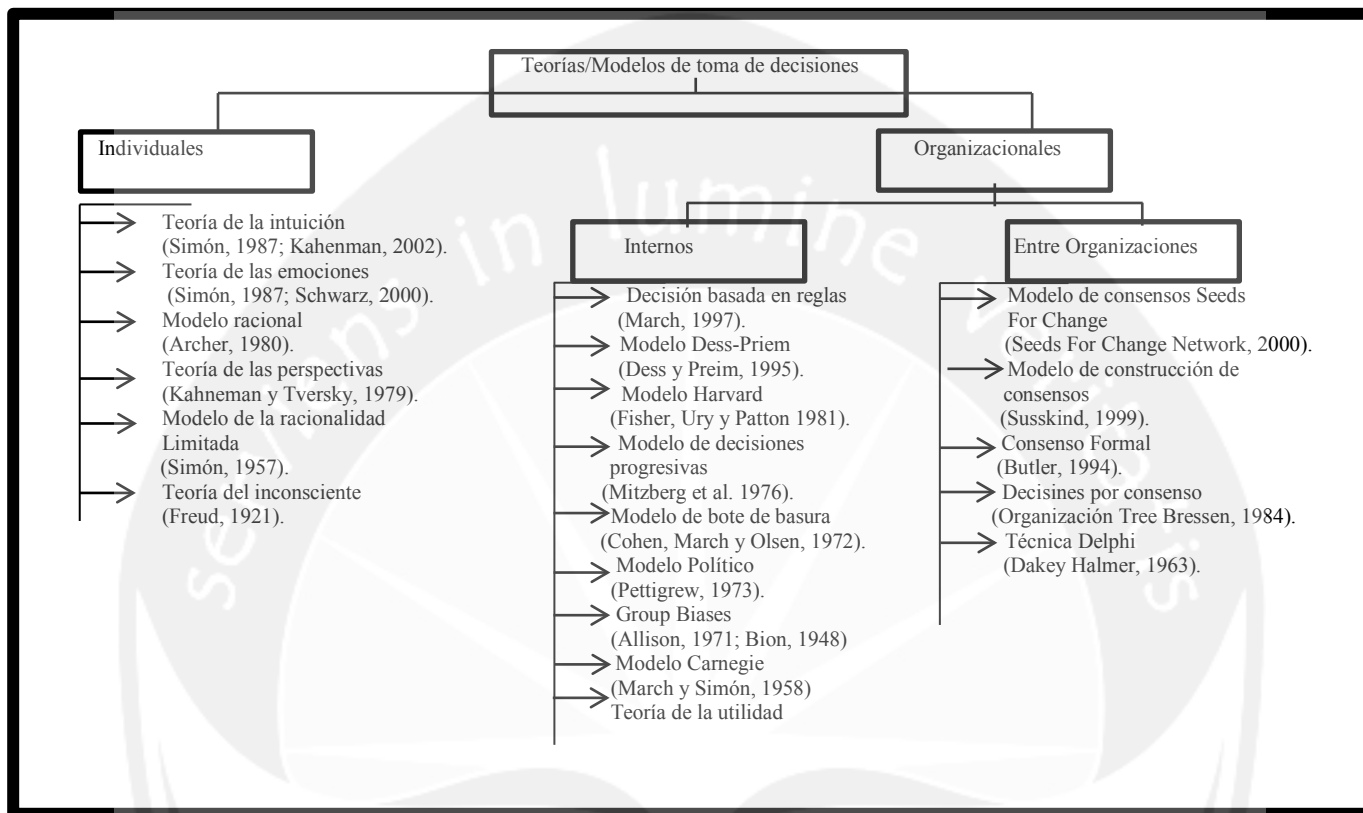 Teorías/Modelos de toma de decisiones
Individuales
Teoría de la intuición
(Simón, 1987; Kahenman, 2002).
Teoría de las emociones
(Simón, 1987; Schwarz, 2000).
Modelo racional
(Archer, 1980).
Teoría de las perspectivas
(Kahneman y Tversky, 1979).
Modelo de la racionalidad
Limitada
(Simón, 1957).
Teoría del inconsciente
(Freud, 1921).
Organizacionales
Internos
Decisión basada en reglas
(March, 1997).
Modelo Dess-Priem
(Dess y Preim, 1995).
Modelo Harvard
(Fisher, Ury y Patton 1981).
Modelo de decisiones
progresivas
(Mitzberg et al. 1976).
Modelo de bote de basura
(Cohen, March y Olsen, 1972).
Modelo Político
(Pettigrew, 1973).
Group Biases
(Allison, 1971; Bion, 1948)
Modelo Carnegie
(March y Simón, 1958)
Teoría de la utilidad
Entre Organizaciones
Modelo de consensos Seeds
For Change
(Seeds For Change Network, 2000).
Modelo de construcción de
consensos
(Susskind, 1999).
Consenso Formal
(Butler, 1994).
Decisines por consenso
(Organización Tree Bressen, 1984).
Técnica Delphi
(Dakey Halmer, 1963).
serviens in lumine veritatis